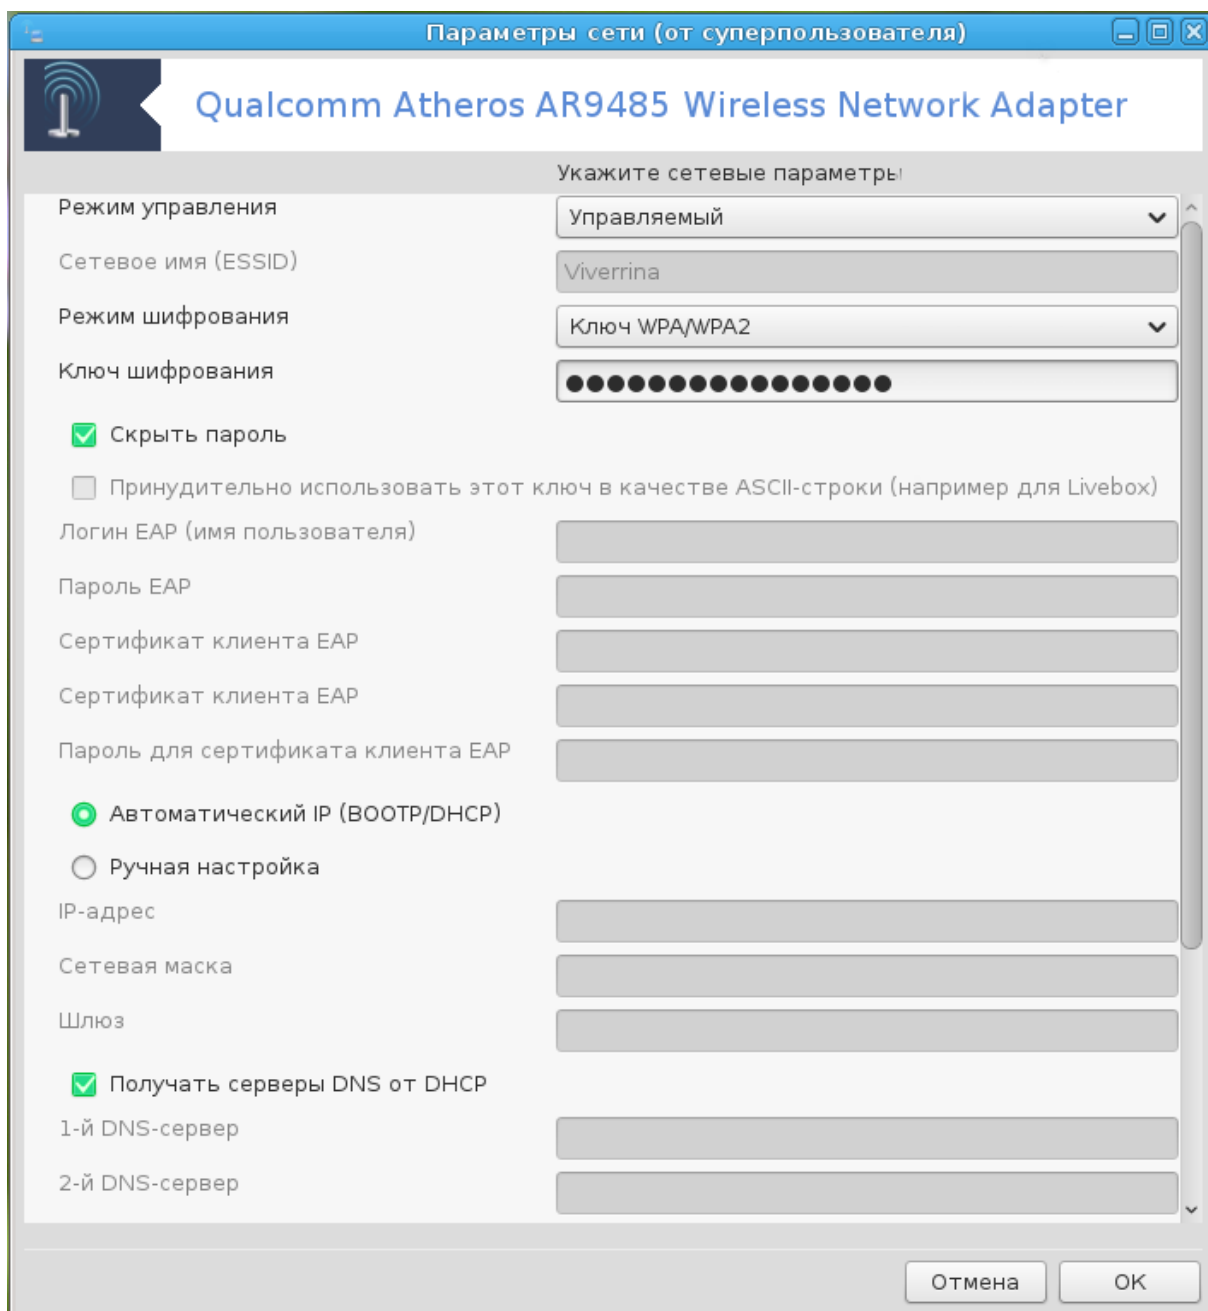 Параметры сети (от суперпользователя)
Qualcomm Atheros AR9485 Wireless Network Adapter
Укажите сетевые параметры
Режим управления
Управляемый
Сетевое имя (ESSID)
Viverrina
Режим шифрования
Ключ WPA/WPA2
Ключ шифрования
●●●●●●●●●●●●●●●●
Скрыть пароль
Принудительно использовать этот ключ в качестве ASCII-строки (например для Livebox)
Логин EAP (имя пользователя)
Пароль EAP
Сертификат клиента EAP
Сертификат клиента EAP
Пароль для сертификата клиента EAP
Автоматический IP (BOOTP/DHCP)
Ручная настройка
IP-адрес
Сетевая маска
Шлюз
Получать серверы DNS от DHCP
1-й DNS-сервер
2-й DNS-сервер
Отмена
OK